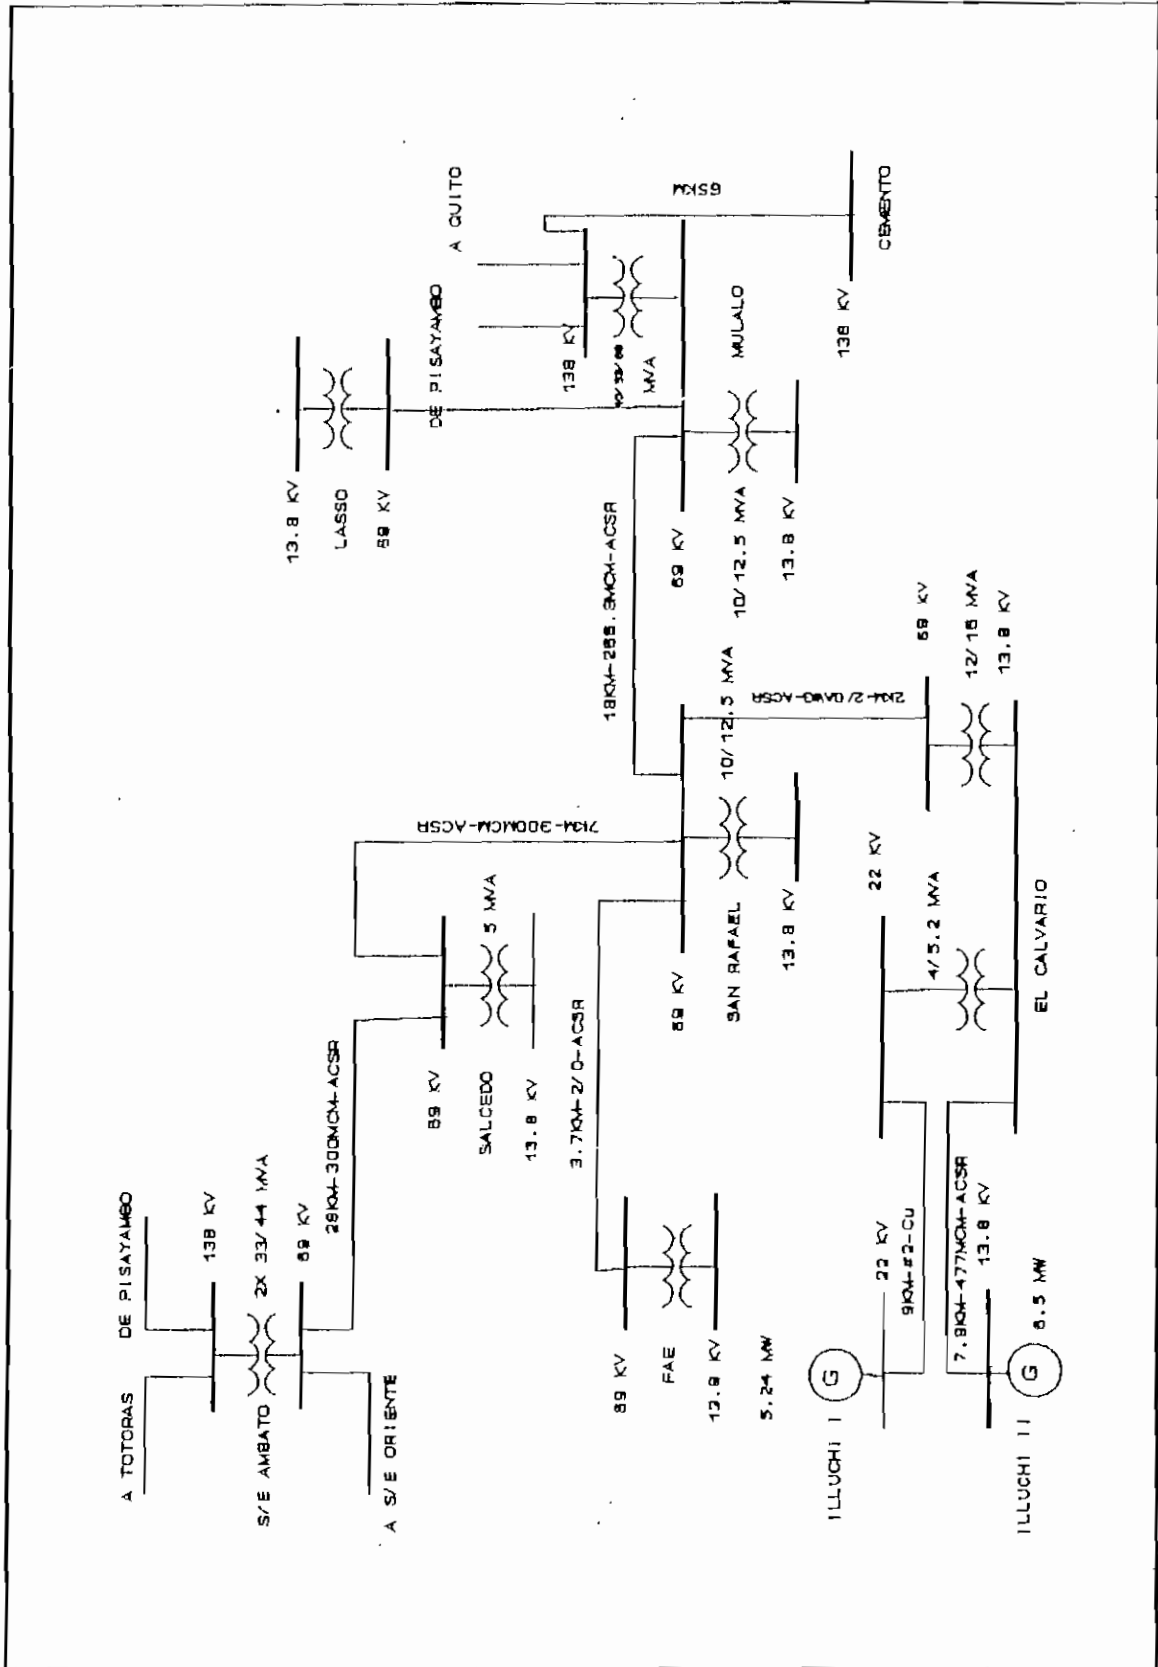 A TOTORAS
DE PISAYAMBO
138 KV
S/E AMBATO
2X 33/44 MVA
69 KV
A S/E ORIENTE
28KM-300MCM-ACSR
69 KV
SALCEDO
5 MVA
13.8 KV
7KM-300MCM-ACSR
3.7KM-2/0-ACSR
69 KV
FAE
13.8 KV
5.24 MW
69 KV
SAN RAFAEL
10/12.5 MVA
13.8 KV
18KM-266.8MCM-ACSR
13.8 KV
LASSO
69 KV
DE PISAYAMBO
A QUITO
138 KV
MVA
65KM
69 KV
10/12.5 MVA
MULALO
13.8 KV
138 KV
CEMENTO
2KM-2/0AWG-ACSR
69 KV
12/15 MVA
13.8 KV
22 KV
4/5.2 MVA
EL CALVARIO
ILLUCHI I
G
22 KV
9KM-#2-Cu
7.9KM-477MCM-ACSR
13.8 KV
ILLUCHI II
G
6.5 MW